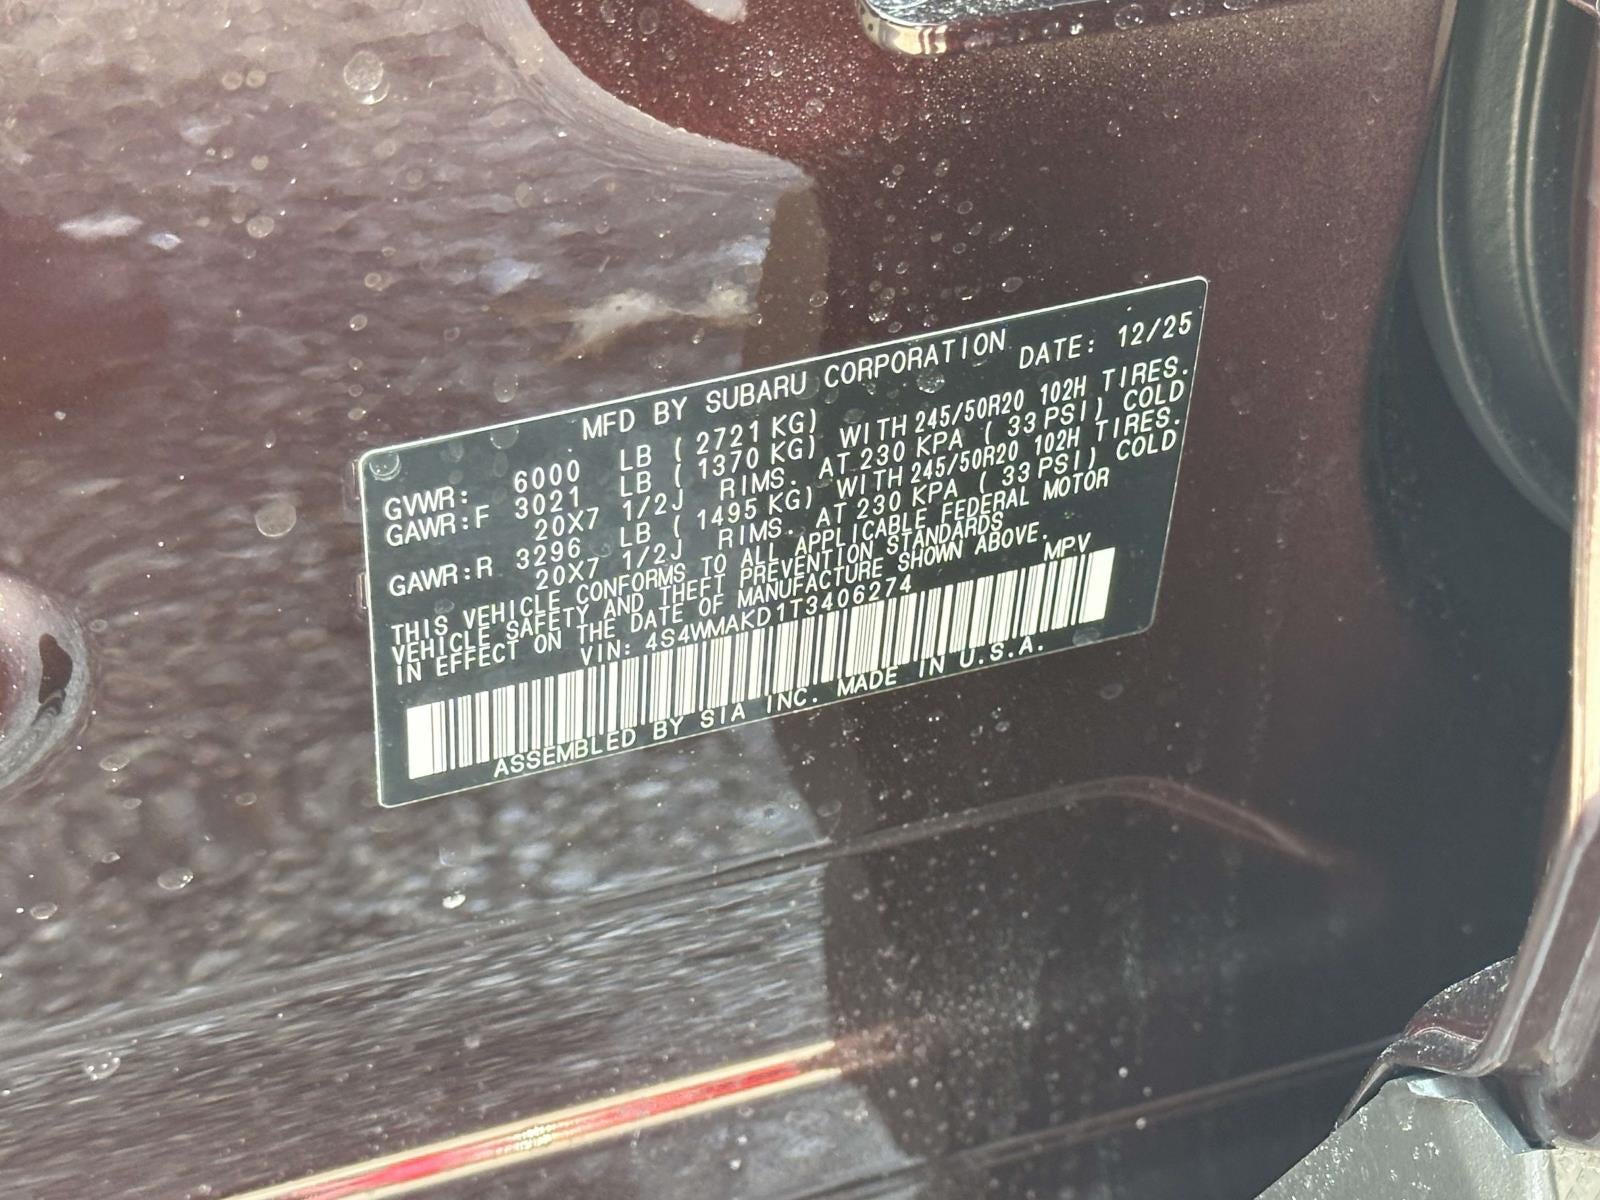 MFD BY SUBARU CORPORATION
DATE: 12/25
GVWR: 6000 LB ( 2721 KG)
GAWR:F 3021 LB ( 1370 KG) WITH 245/50R20 102H TIRES.
20X7 1/2J RIMS. AT 230 KPA ( 33 PSI) COLD
GAWR:R 3296 LB ( 1495 KG) WITH 245/50R20 102H TIRES.
20X7 1/2J RIMS. AT 230 KPA ( 33 PSI) COLD
THIS VEHICLE CONFORMS TO ALL APPLICABLE FEDERAL MOTOR
VEHICLE SAFETY AND THEFT PREVENTION STANDARDS
IN EFFECT ON THE DATE OF MANUFACTURE SHOWN ABOVE.
VIN: 4S4WMAKD1T3406274 MPV
ASSEMBLED BY SIA INC. MADE IN U.S.A.